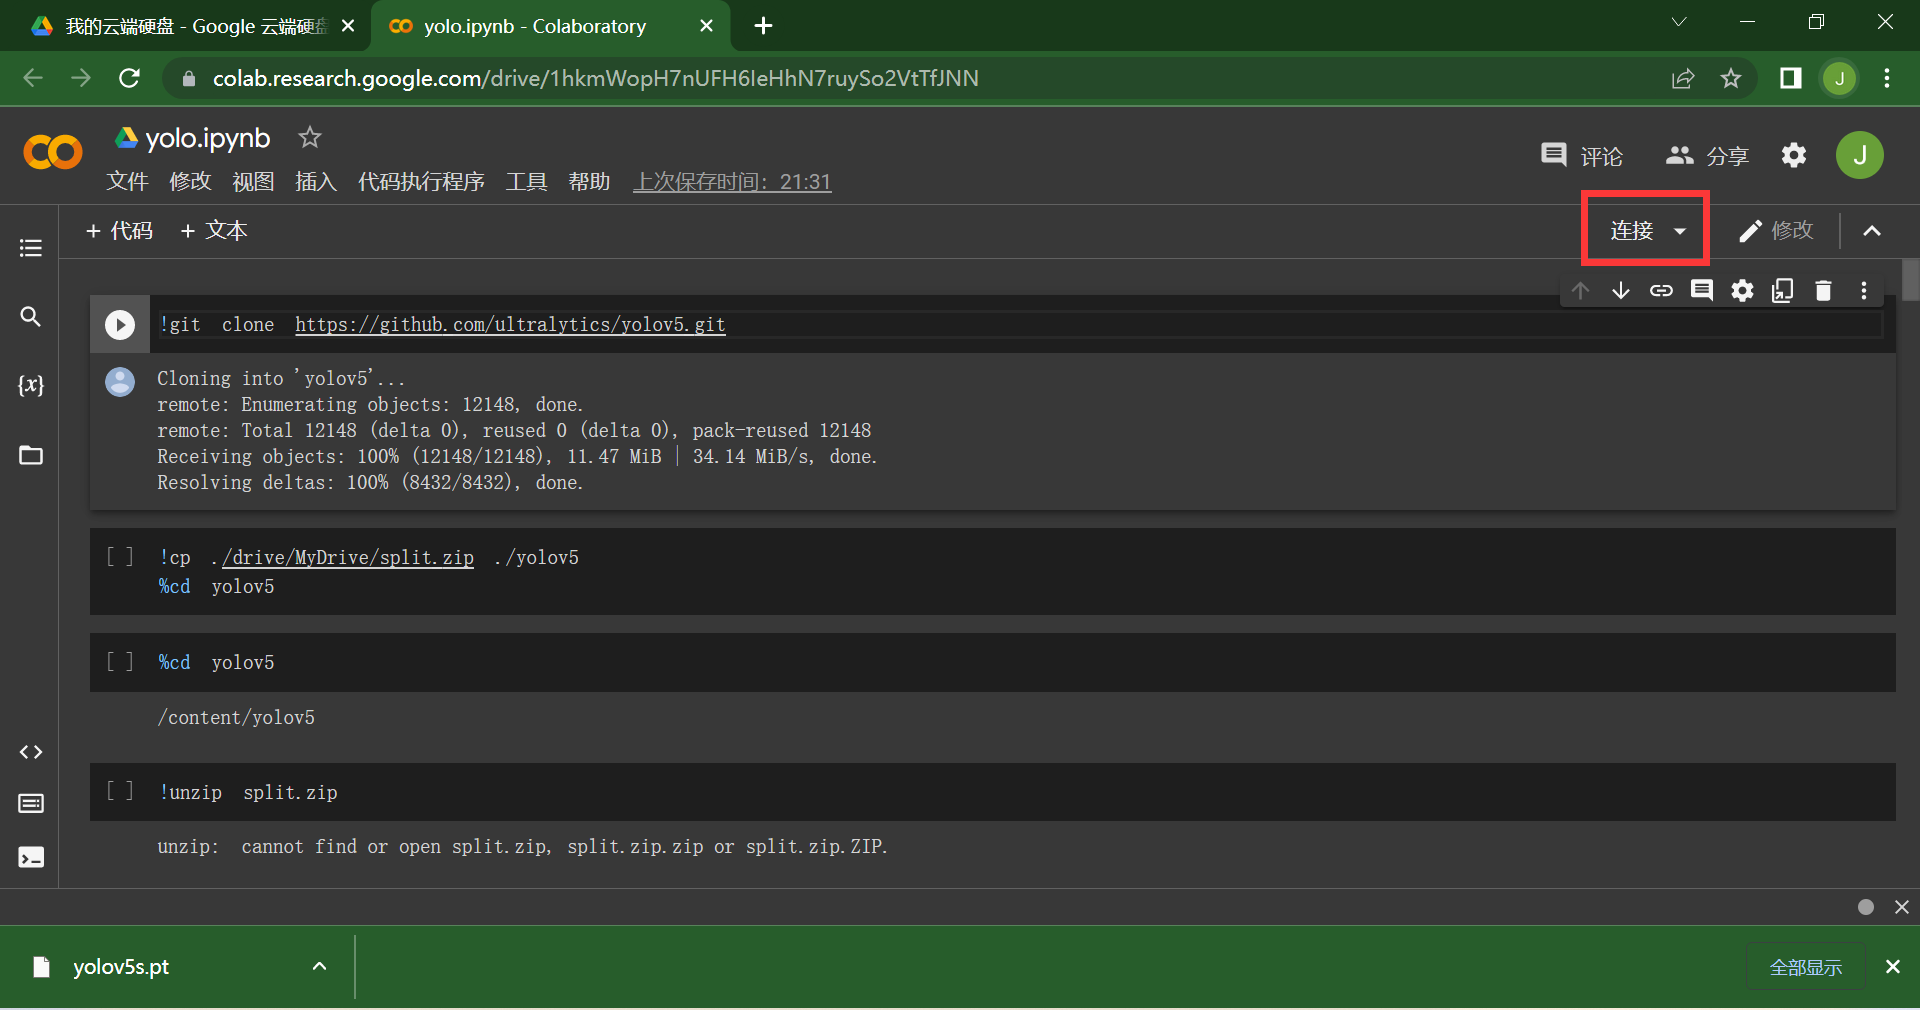 我的云端硬盘 - Google 云端硬盘
yolo.ipynb - Colaboratory
colab.research.google.com/drive/1hkmWopH7nUFH6IeHhN7ruySo2VtTfJNN
J
yolo.ipynb
评论 分享 J
文件 修改 视图 插入 代码执行程序 工具 帮助 上次保存时间：21:31
+ 代码 + 文本 连接 修改
!git clone https://github.com/ultralytics/yolov5.git
Cloning into 'yolov5'...
remote: Enumerating objects: 12148, done.
remote: Total 12148 (delta 0), reused 0 (delta 0), pack-reused 12148
Receiving objects: 100% (12148/12148), 11.47 MiB | 34.14 MiB/s, done.
Resolving deltas: 100% (8432/8432), done.
{x}
[ ] !cp ./drive/MyDrive/split.zip ./yolov5
%cd yolov5
[ ] %cd yolov5
/content/yolov5
[ ] !unzip split.zip
unzip: cannot find or open split.zip, split.zip.zip or split.zip.ZIP.
yolov5s.pt
全部显示